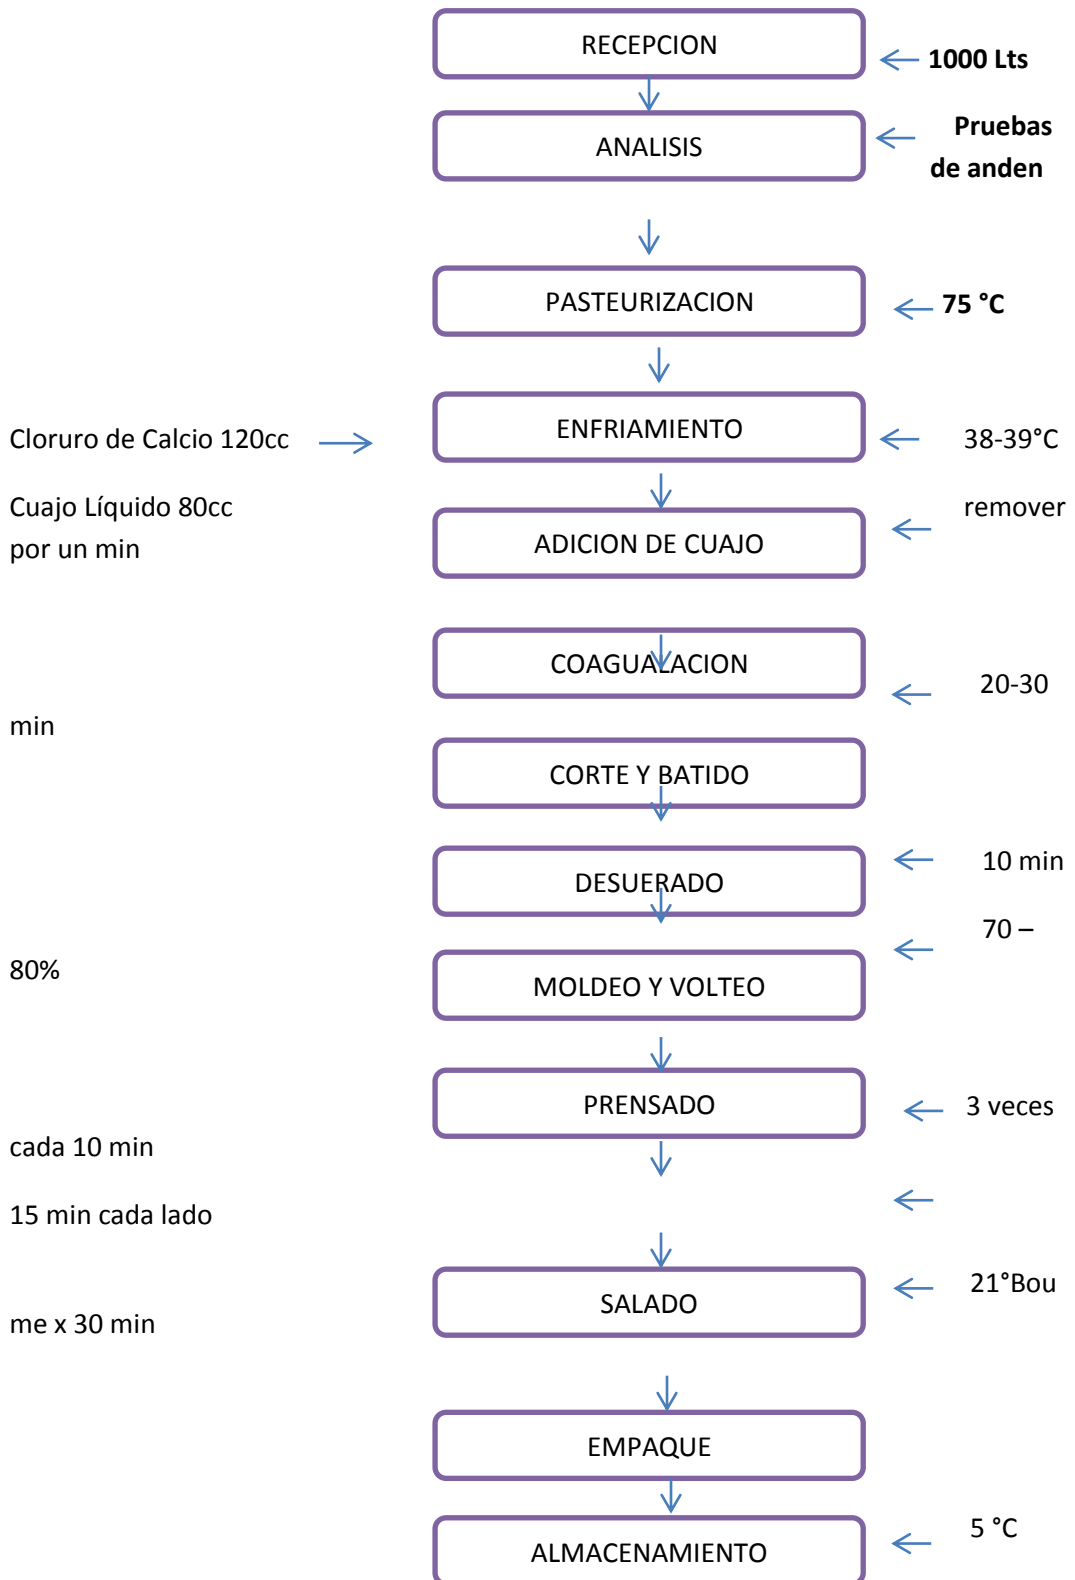 RECEPCION
1000 Lts
Pruebas
ANALISIS
de anden
PASTEURIZACION
75 °C
Cloruro de Calcio 120cc
ENFRIAMIENTO
38-39°C
Cuajo Líquido 80cc
remover
por un min
ADICION DE CUAJO
COAGUALACION
20-30
min
CORTE Y BATIDO
10 min
DESUERADO
70 –
80%
MOLDEO Y VOLTEO
PRENSADO
3 veces
cada 10 min
15 min cada lado
21°Bou
SALADO
me x 30 min
EMPAQUE
5 °C
ALMACENAMIENTO